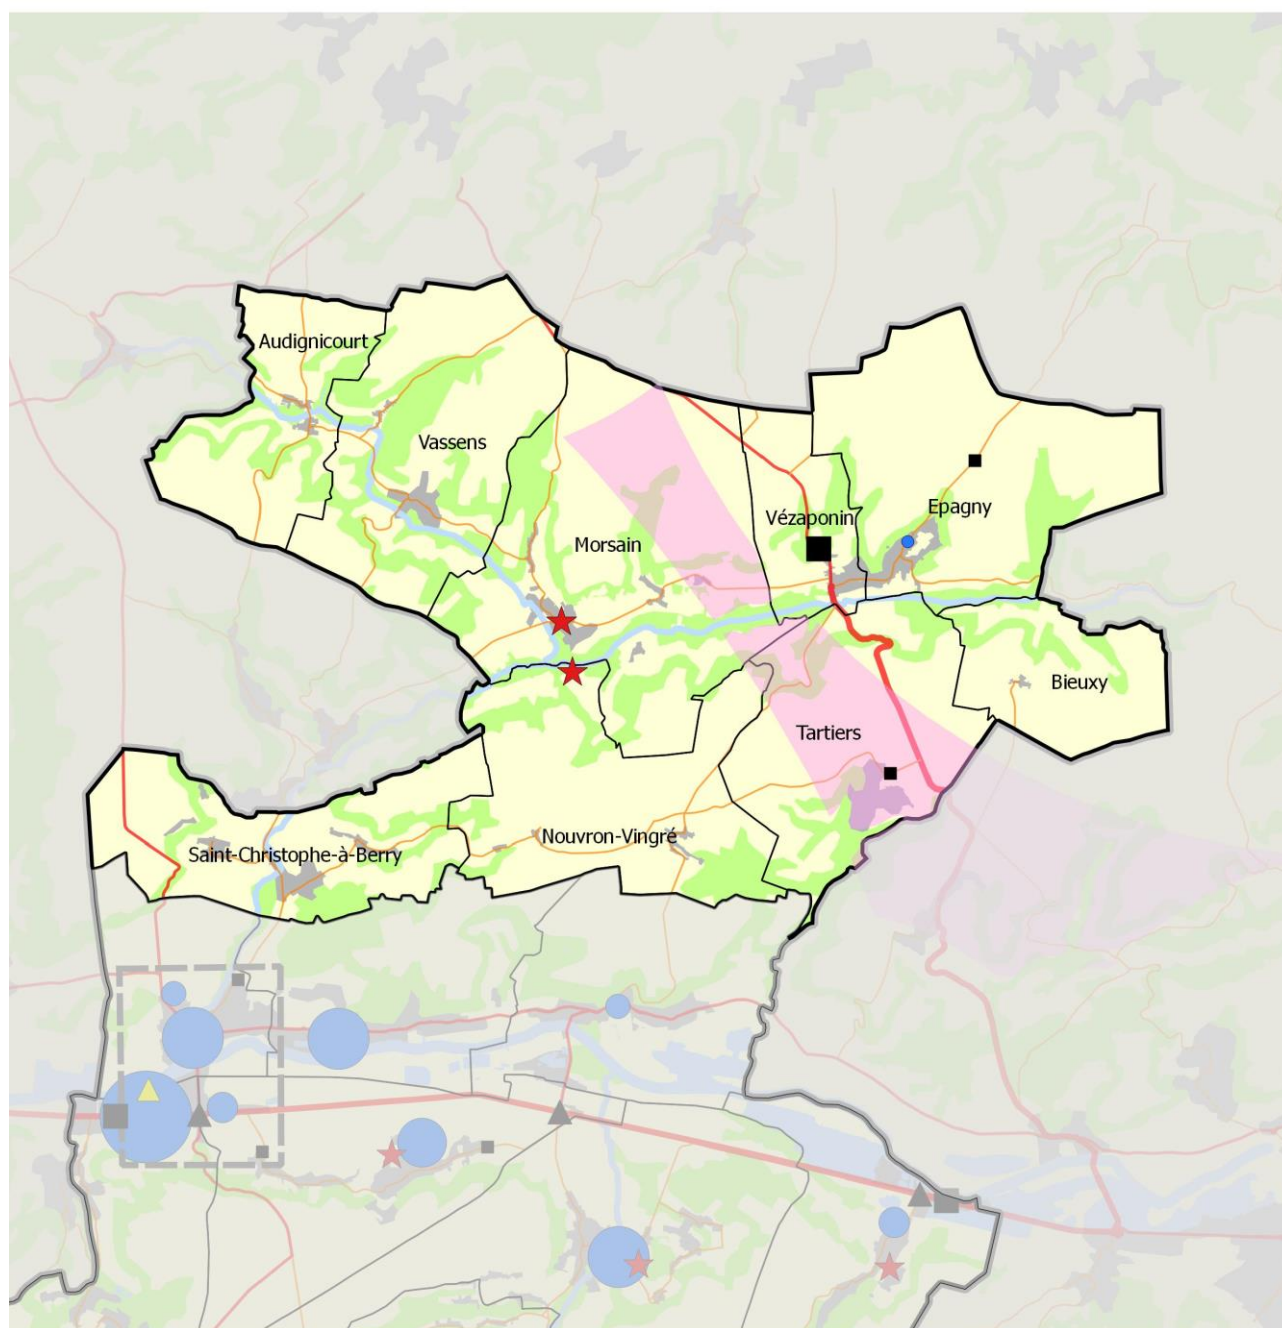 Audignicourt
Vassens
Vézaponin
Epagny
Morsain
Bieuxy
Tartiers
Nouvron-Vingré
Saint-Christophe-à-Berry